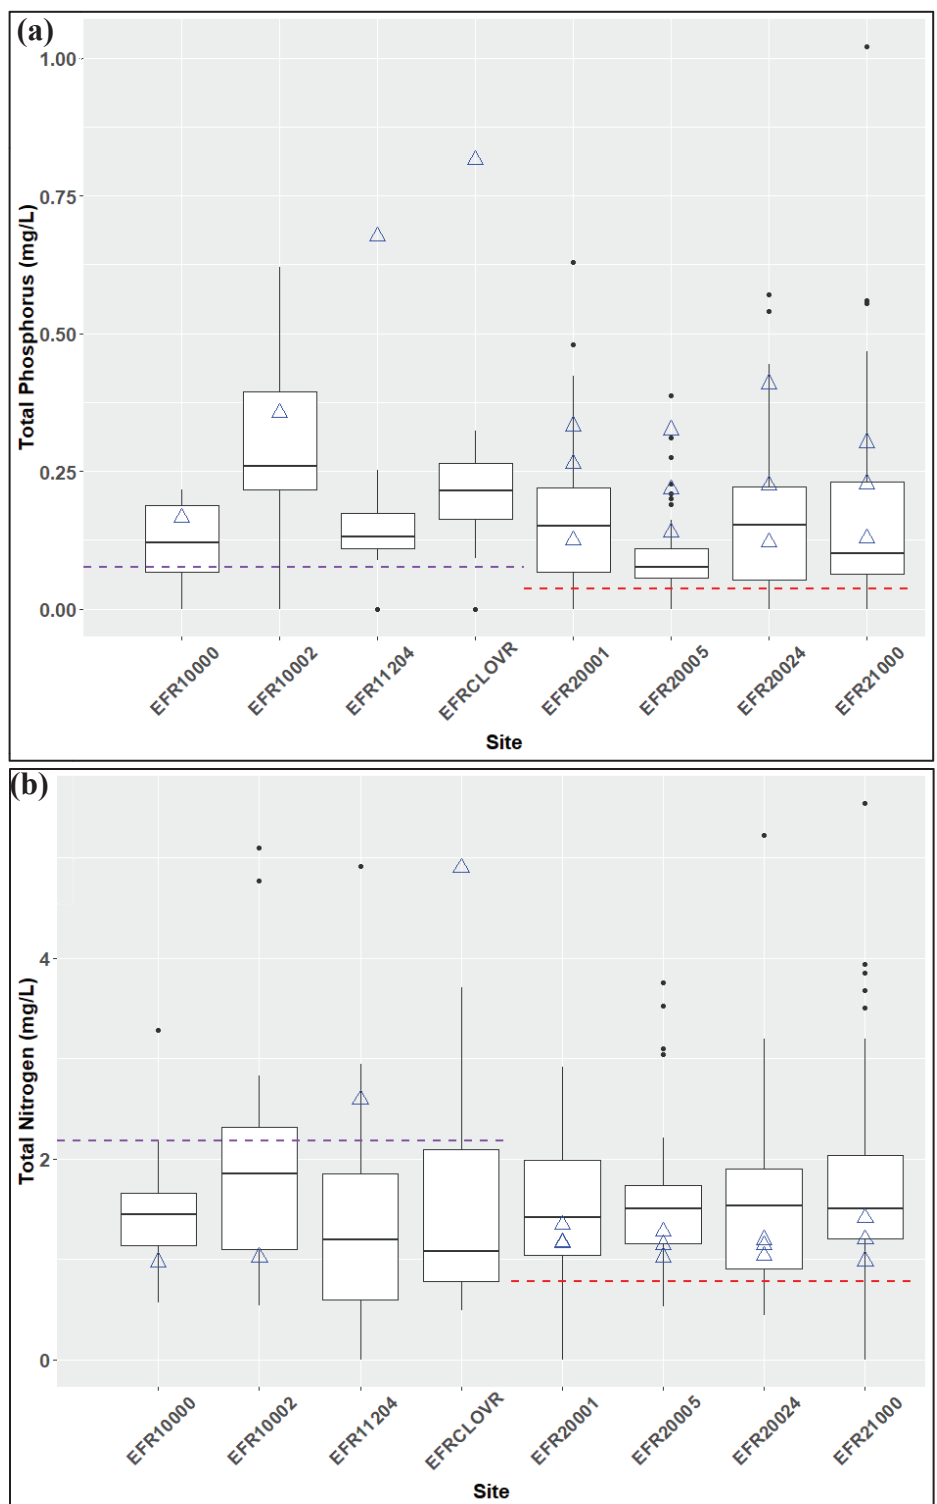 (a)
Total Phosphorus (mg/L)
1.00
0.75
0.50
0.25
0.00
EFR10000
EFR10002
EFR11204
EFRCLOVR
EFR20001
EFR20005
EFR20024
EFR21000
Site
(b)
Total Nitrogen (mg/L)
4
2
0
EFR10000
EFR10002
EFR11204
EFRCLOVR
EFR20001
EFR20005
EFR20024
EFR21000
Site